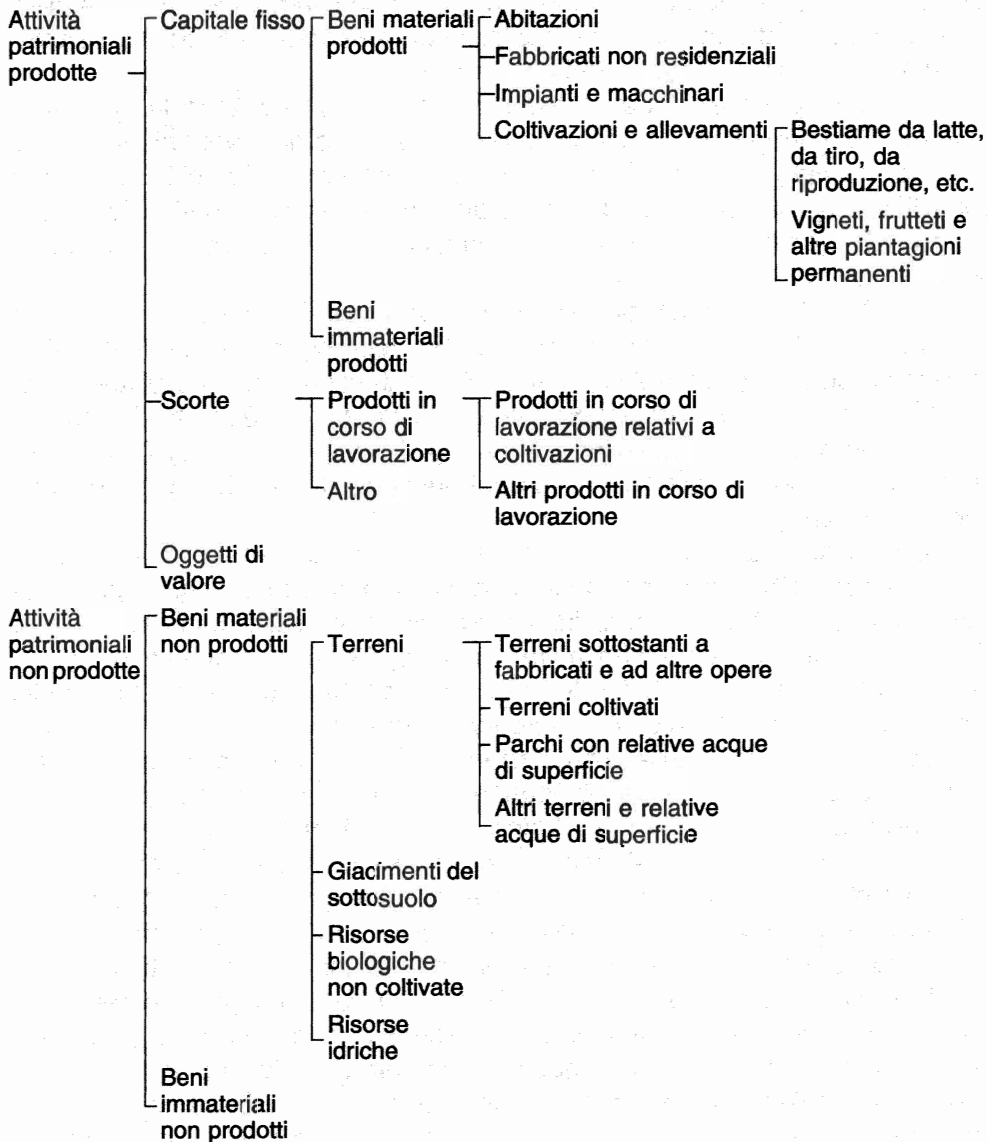 Attività
patrimoniali
prodotte
Capitale fisso
Beni materiali
prodotti
Abitazioni
Fabbricati non residenziali
Impianti e macchinari
Coltivazioni e allevamenti
Bestiame da latte,
da tiro, da
riproduzione, etc.
Vigneti, frutteti e
altre piantagioni
permanenti
Beni
immateriali
prodotti
Scorte
Prodotti in
corso di
lavorazione
Prodotti in corso di
lavorazione relativi a
coltivazioni
Altri prodotti in corso di
lavorazione
Altro
Oggetti di
valore
Attività
patrimoniali
non prodotte
Beni materiali
non prodotti
Terreni
Terreni sottostanti a
fabbricati e ad altre opere
Terreni coltivati
Parchi con relative acque
di superficie
Altri terreni e relative
acque di superficie
Giacimenti del
sottosuolo
Risorse
biologiche
non coltivate
Risorse
idriche
Beni
immateriali
non prodotti